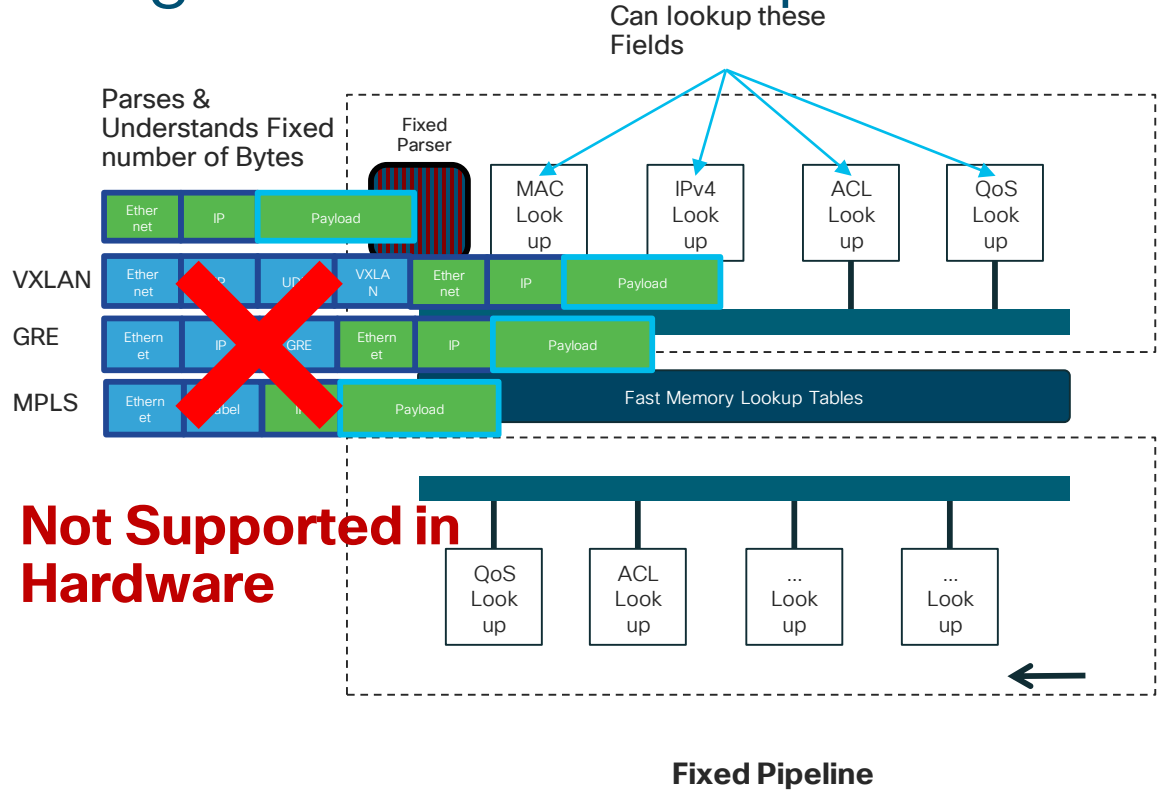 Can lookup these
Fields
Parses &
Understands Fixed
number of Bytes
Fixed
Parser
MAC
Look
up
IPv4
Look
up
ACL
Look
up
QoS
Look
up
Ether
net
IP
Payload
VXLAN
Ether
net
VXLA
N
Ether
net
IP
Payload
GRE
Ethern
et
IP
GRE
Ethern
et
IP
Payload
MPLS
Ethern
et
Payload
Fast Memory Lookup Tables
Not Supported in
Hardware
QoS
Look
up
ACL
Look
up
...
Look
up
...
Look
up
Fixed Pipeline